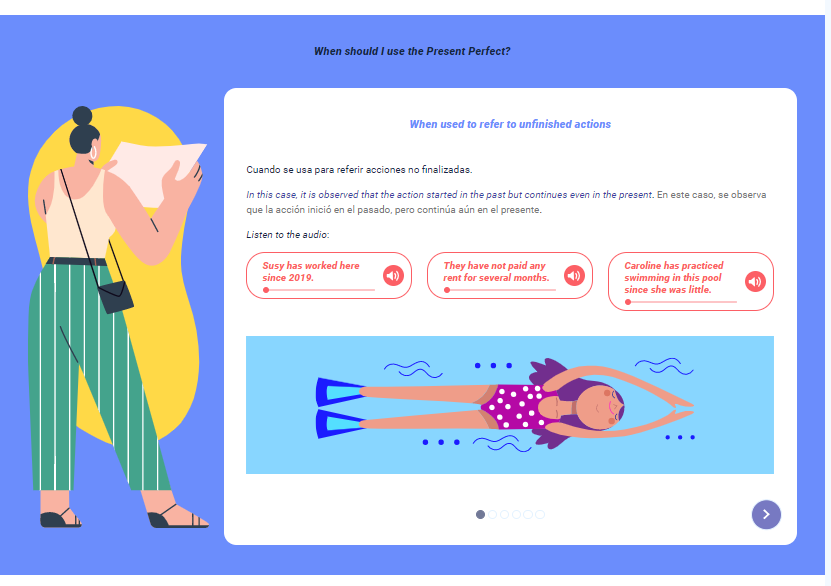 When should I use the Present Perfect?
When used to refer to unfinished actions
Cuando se usa para referir acciones no finalizadas.
In this case, it is observed that the action started in the past but continues even in the present. En este caso, se observa
que la acción inició en el pasado, pero continúa aún en el presente.
Listen to the audio:
Susy has worked here
since 2019.
They have not paid any
rent for several months.
Caroline has practiced
swimming in this pool
since she was little.